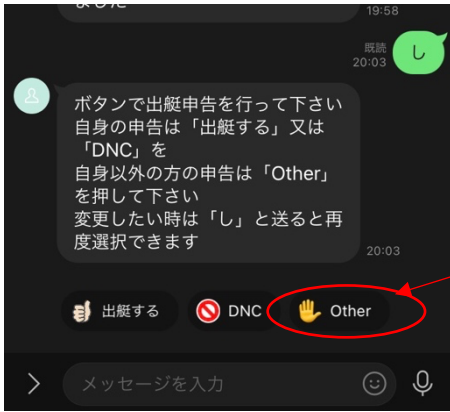 ました
19:58
既読
20:03
し
ボタンで出艇申告を行って下さい
自身の申告は「出艇する」又は
「DNC」を
自身以外の方の申告は「Other」
を押して下さい
変更したい時は「し」と送ると再
度選択できます
20:03
出艇する
DNC
Other
メッセージを入力